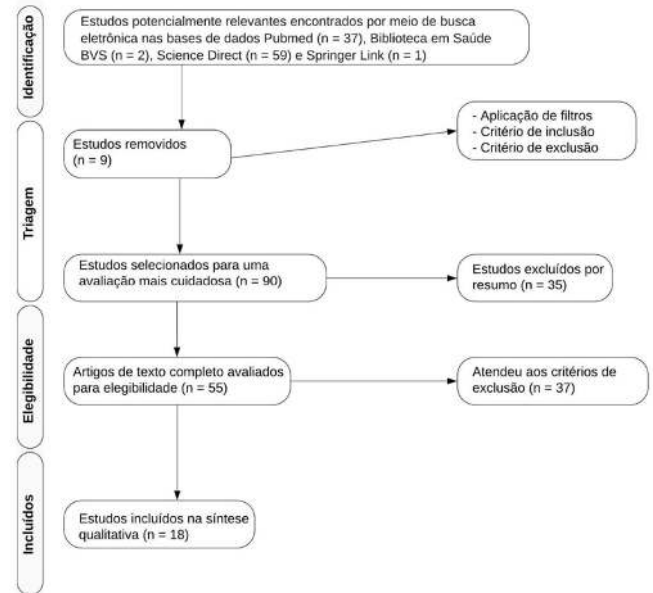 Identificação
Estudos potencialmente relevantes encontrados por meio de busca
eletrônica nas bases de dados Pubmed (n = 37), Biblioteca em Saúde
BVS (n = 2), Science Direct (n = 59) e Springer Link (n = 1)
Triagem
Estudos removidos
(n = 9)
- Aplicação de filtros
- Critério de inclusão
- Critério de exclusão
Estudos selecionados para uma
avaliação mais cuidadosa (n = 90)
Estudos excluídos por
resumo (n = 35)
Elegibilidade
Artigos de texto completo avaliados
para elegibilidade (n = 55)
Atendeu aos critérios de
exclusão (n = 37)
Incluídos
Estudos incluídos na síntese
qualitativa (n = 18)